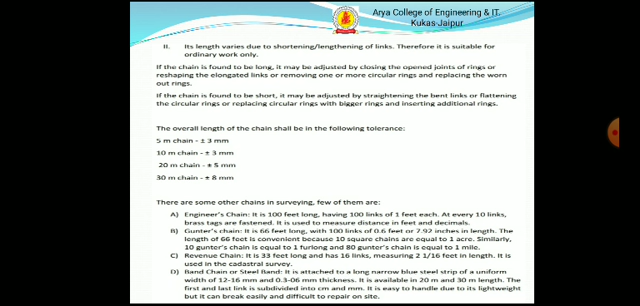 Arya College of Engineering & IT.
Kukas Jaipur
II. Its length varies due to shortening/lengthening of links. Therefore it is suitable for
ordinary work only.
If the chain is found to be long, it may be adjusted by closing the opened joints of rings or
reshaping the elongated links or removing one or more circular rings and replacing the worn
out rings.
If the chain is found to be short, it may be adjusted by straightening the bent links or flattening
the circular rings or replacing circular rings with bigger rings and inserting additional rings.
The overall length of the chain shall be in the following tolerance:
5 m chain - ± 3 mm
10 m chain - ± 3 mm
20 m chain - ± 5 mm
30 m chain - ± 8 mm
There are some other chains in surveying, few of them are:
A) Engineer's Chain: It is 100 feet long, having 100 links of 1 feet each. At every 10 links,
brass tags are fastened. It is used to measure distance in feet and decimals.
B) Gunter's chain: It is 66 feet long, with 100 links of 0.6 feet or 7.92 inches in length. The
length of 66 feet is convenient because 10 square chains are equal to 1 acre. Similarly,
10 gunter's chain is equal to 1 furlong and 80 gunter's chain is equal to 1 mile.
C) Revenue Chain: It is 33 feet long and has 16 links, measuring 2 1/16 feet in length. It is
used in the cadastral survey.
D) Band Chain or Steel Band: It is attached to a long narrow blue steel strip of a uniform
width of 12-16 mm and 0.3-06 mm thickness. It is available in 20 m and 30 m length. The
first and last link is subdivided into cm and mm. It is easy to handle due to its lightweight
but it can break easily and difficult to repair on site.